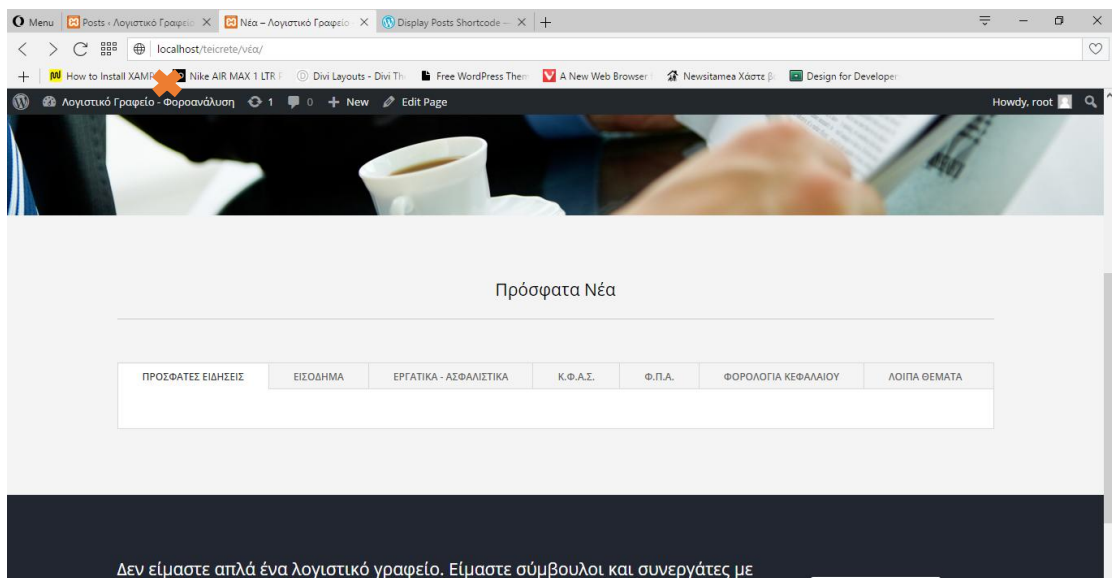 Menu Posts ‹ Λογιστικό Γραφείο Νέα – Λογιστικό Γραφείο Display Posts Shortcode —
localhost/teicrete/νέα/
How to Install XAMP Nike AIR MAX 1 LTR Divi Layouts - Divi Th Free WordPress Them A New Web Browser Newsitamea Χάστε β Design for Developer
Λογιστικό Γραφείο - Φοροανάλυση 1 0 + New Edit Page Howdy, root
Πρόσφατα Νέα
ΠΡΟΣΦΑΤΕΣ ΕΙΔΗΣΕΙΣ ΕΙΣΟΔΗΜΑ ΕΡΓΑΤΙΚΑ - ΑΣΦΑΛΙΣΤΙΚΑ Κ.Φ.Α.Σ. Φ.Π.Α. ΦΟΡΟΛΟΓΙΑ ΚΕΦΑΛΑΙΟΥ ΛΟΙΠΑ ΘΕΜΑΤΑ
Δεν είμαστε απλά ένα λογιστικό γραφείο. Είμαστε σύμβουλοι και συνεργάτες με